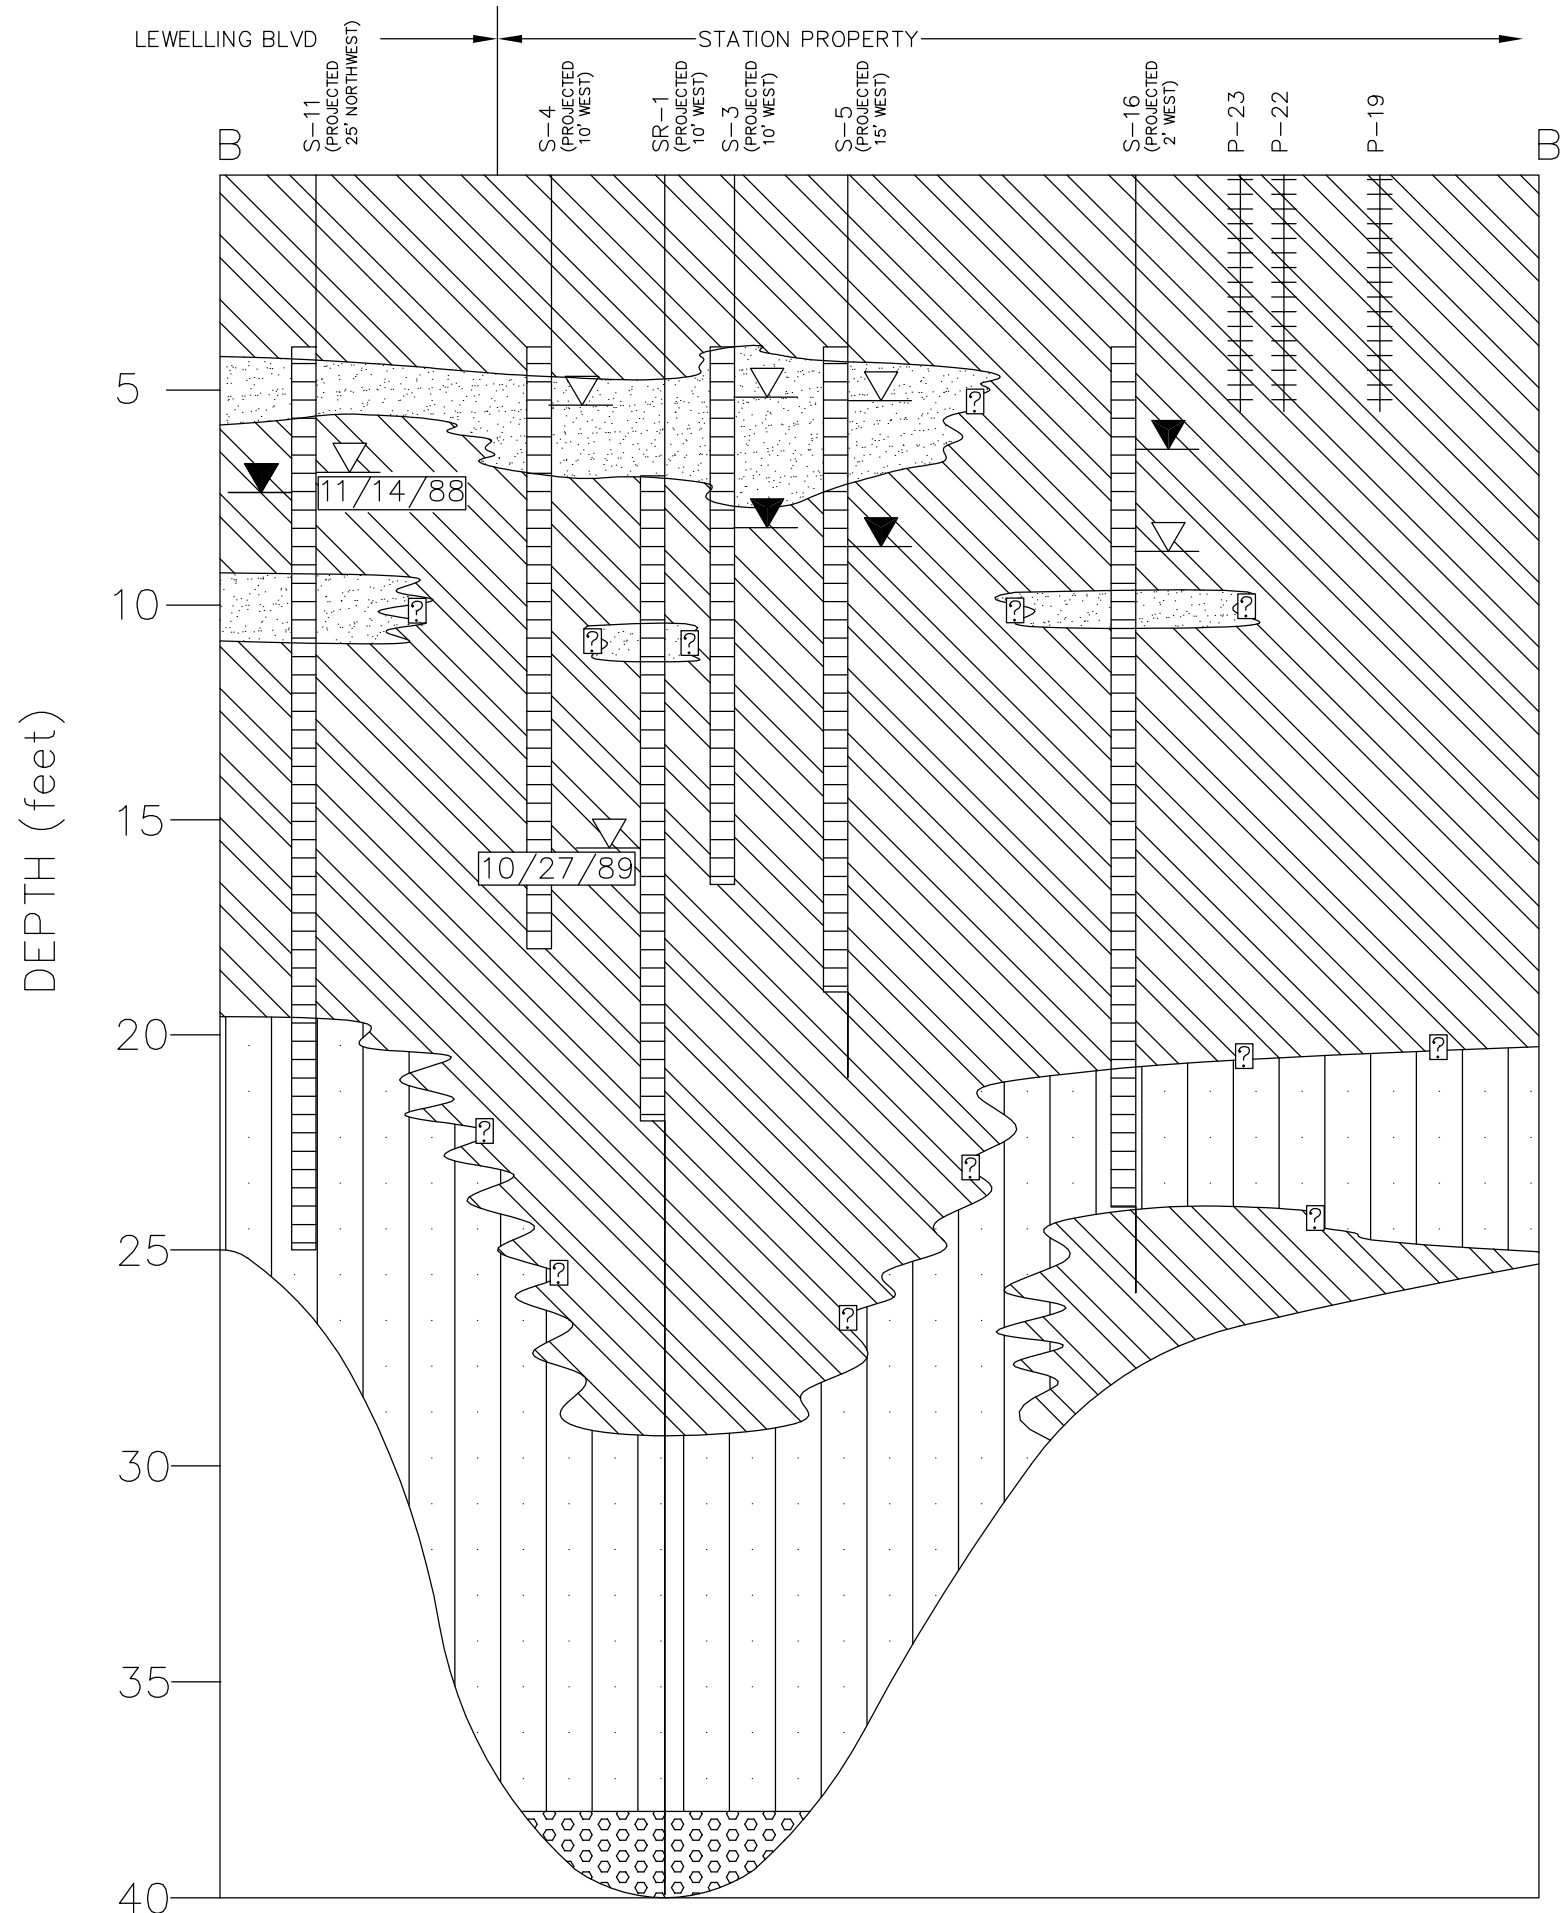 LEWELLING BLVD
STATION PROPERTY
B
S-11
(PROJECTED
25' NORTHWEST)
S-4
(PROJECTED
10' WEST)
SR-1
(PROJECTED
10' WEST)
S-3
(PROJECTED
10' WEST)
S-5
(PROJECTED
15' WEST)
S-16
(PROJECTED
2' WEST)
P-23
P-22
P-19
B
5
?
11/14/88
10
?
?
?
?
?
DEPTH (feet)
15
10/27/89
20
?
?
?
?
?
25
?
?
30
35
40